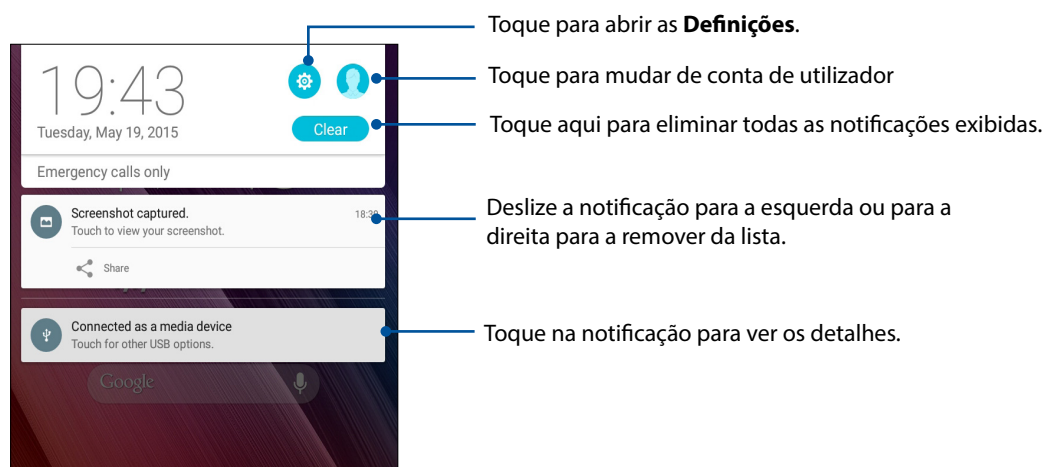 Toque para abrir as Definições.
19:43
Toque para mudar de conta de utilizador
Tuesday, May 19, 2015
Clear
Toque aqui para eliminar todas as notificações exibidas.
Emergency calls only
Screenshot captured.
Touch to view your screenshot.
Share
Deslize a notificação para a esquerda ou para a
direita para a remover da lista.
Connected as a media device
Touch for other USB options.
Toque na notificação para ver os detalhes.
Google